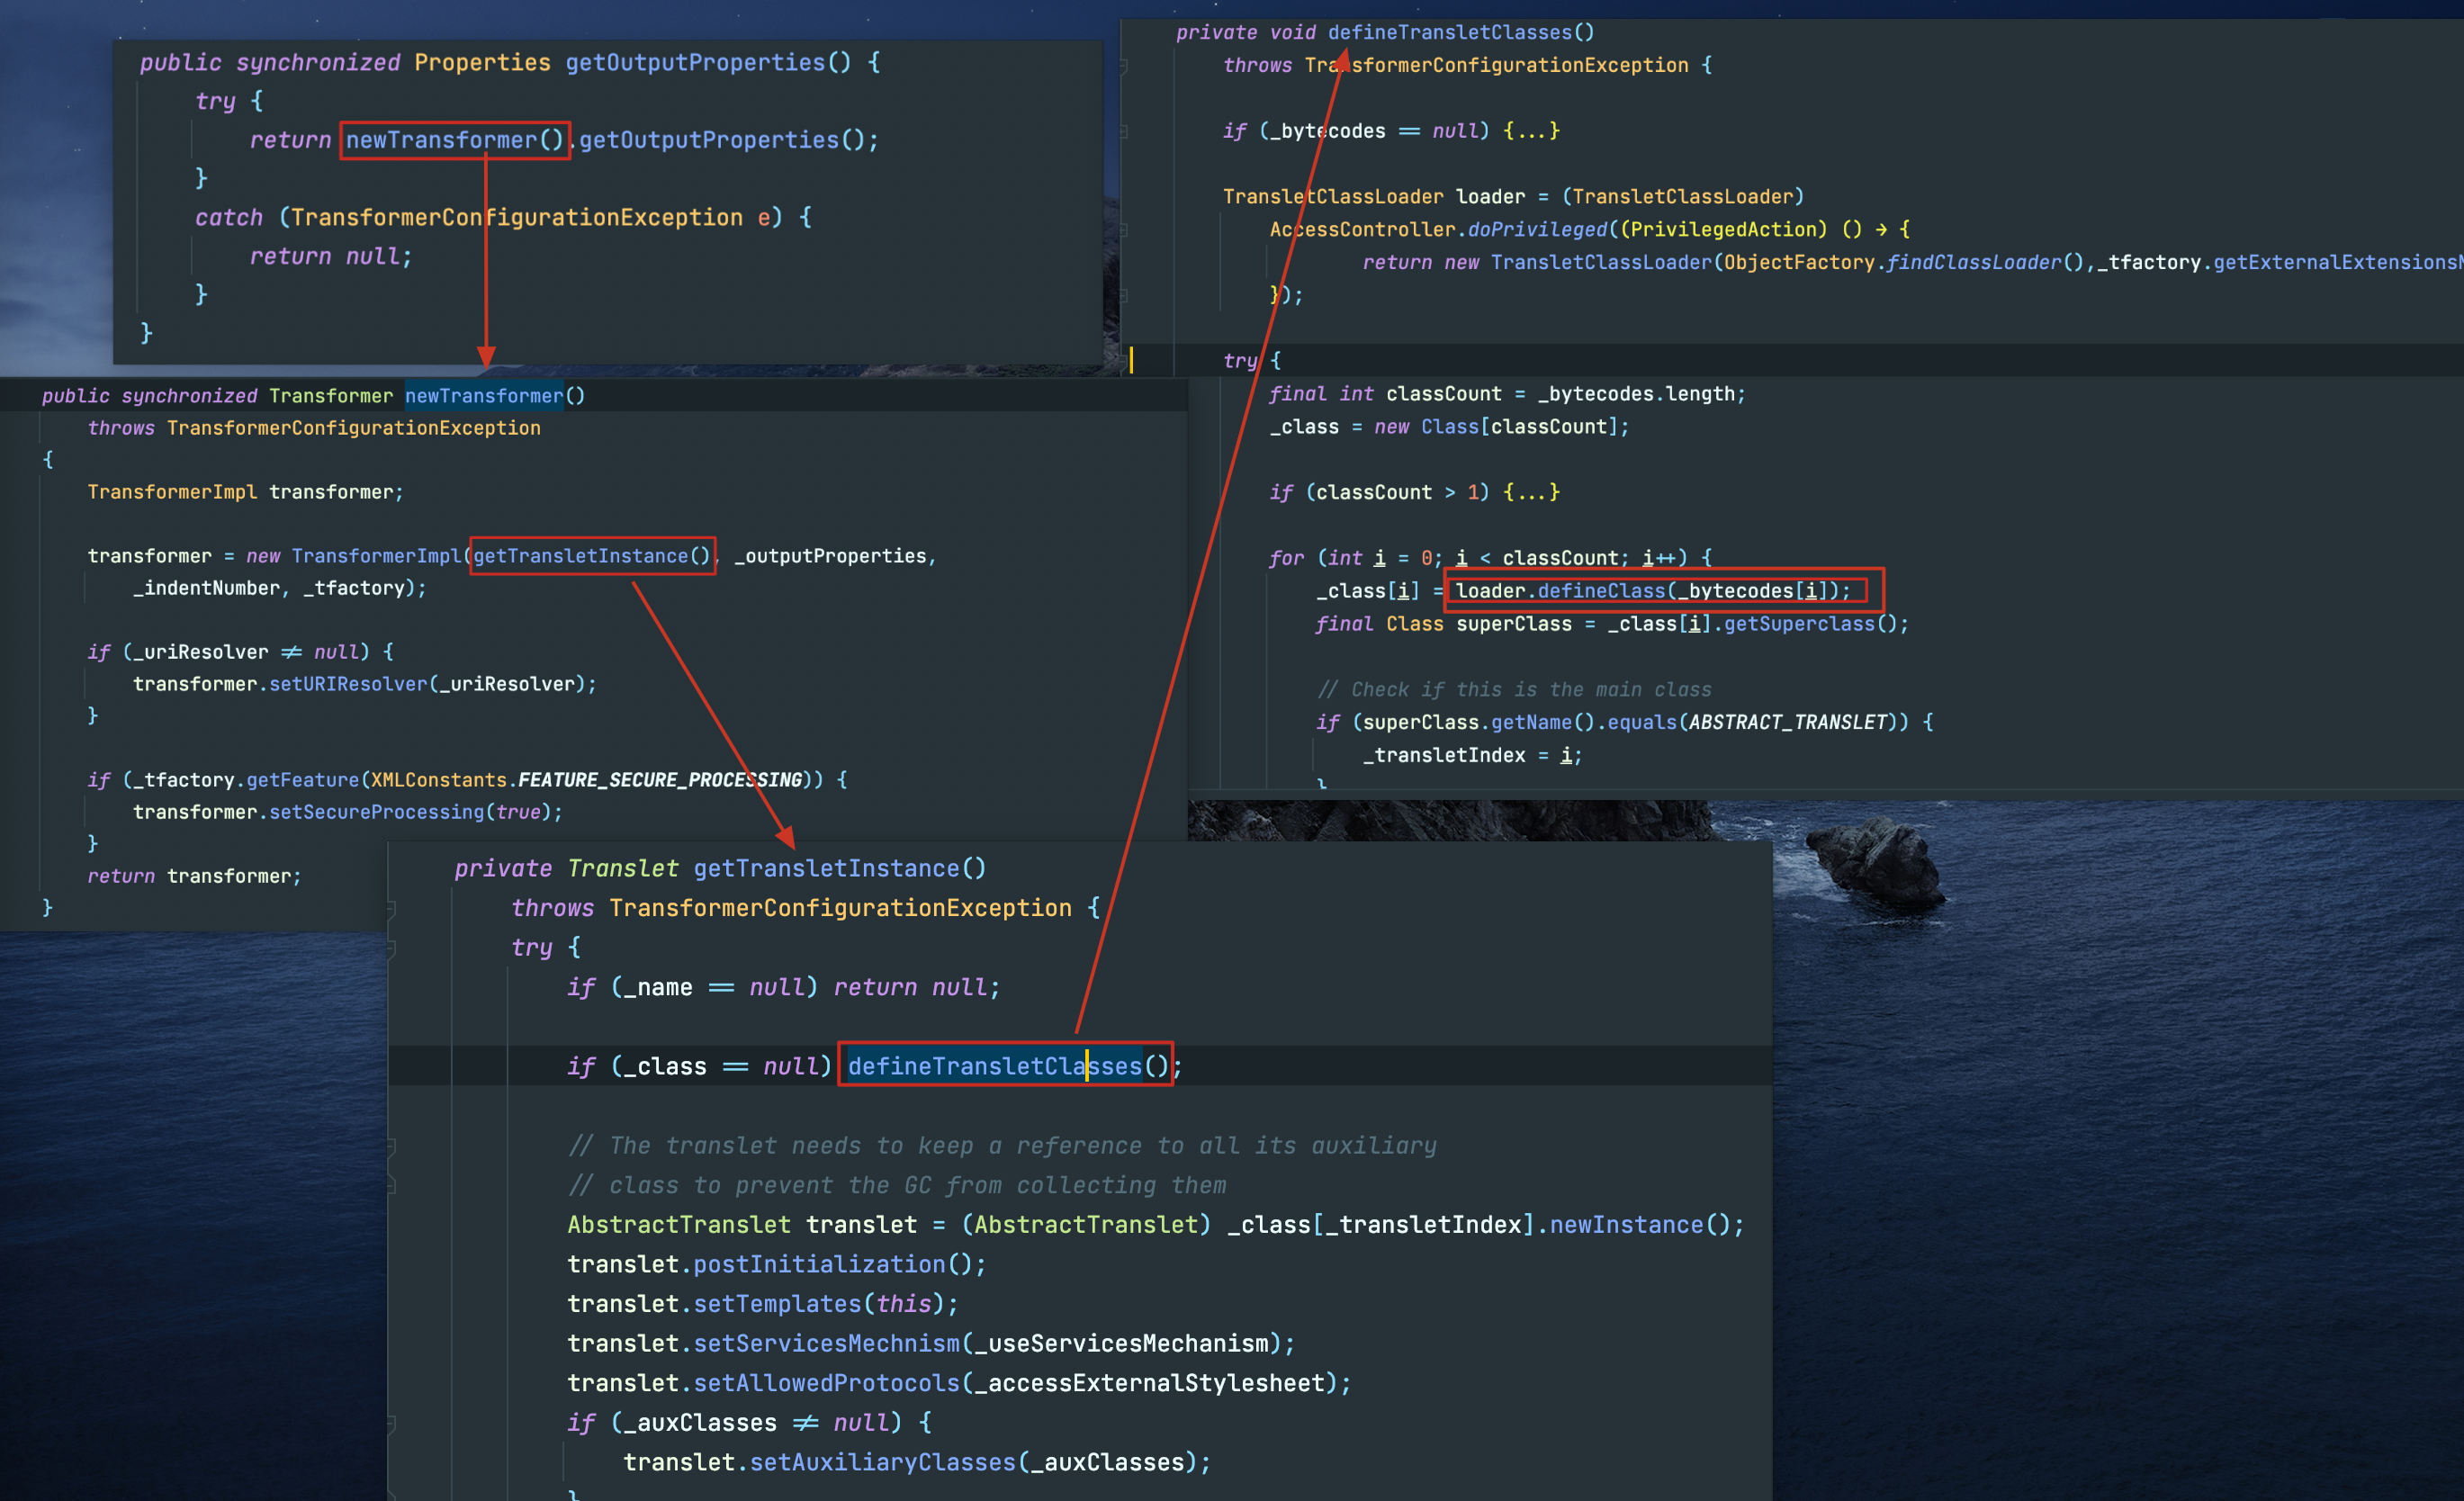 public synchronized Properties getOutputProperties() {
try {
return newTransformer().getOutputProperties();
}
catch (TransformerConfigurationException e) {
return null;
}
}
public synchronized Transformer newTransformer()
throws TransformerConfigurationException
{
TransformerImpl transformer;
transformer = new TransformerImpl(getTransletInstance(), _outputProperties,
_indentNumber, _tfactory);
if (_uriResolver ≠ null) {
transformer.setURIResolver(_uriResolver);
}
if (_tfactory.getFeature(XMLConstants.FEATURE_SECURE_PROCESSING)) {
transformer.setSecureProcessing(true);
}
return transformer;
}
private Translet getTransletInstance()
throws TransformerConfigurationException {
try {
if (_name == null) return null;
if (_class == null) defineTransletClasses();
// The translet needs to keep a reference to all its auxiliary
// class to prevent the GC from collecting them
AbstractTranslet translet = (AbstractTranslet) _class[_transletIndex].newInstance();
translet.postInitialization();
translet.setTemplates(this);
translet.setServicesMechnism(_useServicesMechanism);
translet.setAllowedProtocols(_accessExternalStylesheet);
if (_auxClasses ≠ null) {
translet.setAuxiliaryClasses(_auxClasses);
}
private void defineTransletClasses()
throws TransformerConfigurationException {
if (_bytecodes == null) {...}
TransletClassLoader loader = (TransletClassLoader)
AccessController.doPrivileged((PrivilegedAction) () → {
return new TransletClassLoader(ObjectFactory.findClassLoader(),_tfactory.getExternalExtensionsM
});
try {
final int classCount = _bytecodes.length;
_class = new Class[classCount];
if (classCount > 1) {...}
for (int i = 0; i < classCount; i++) {
_class[i] = loader.defineClass(_bytecodes[i]);
final Class superClass = _class[i].getSuperclass();
// Check if this is the main class
if (superClass.getName().equals(ABSTRACT_TRANSLET)) {
_transletIndex = i;
}